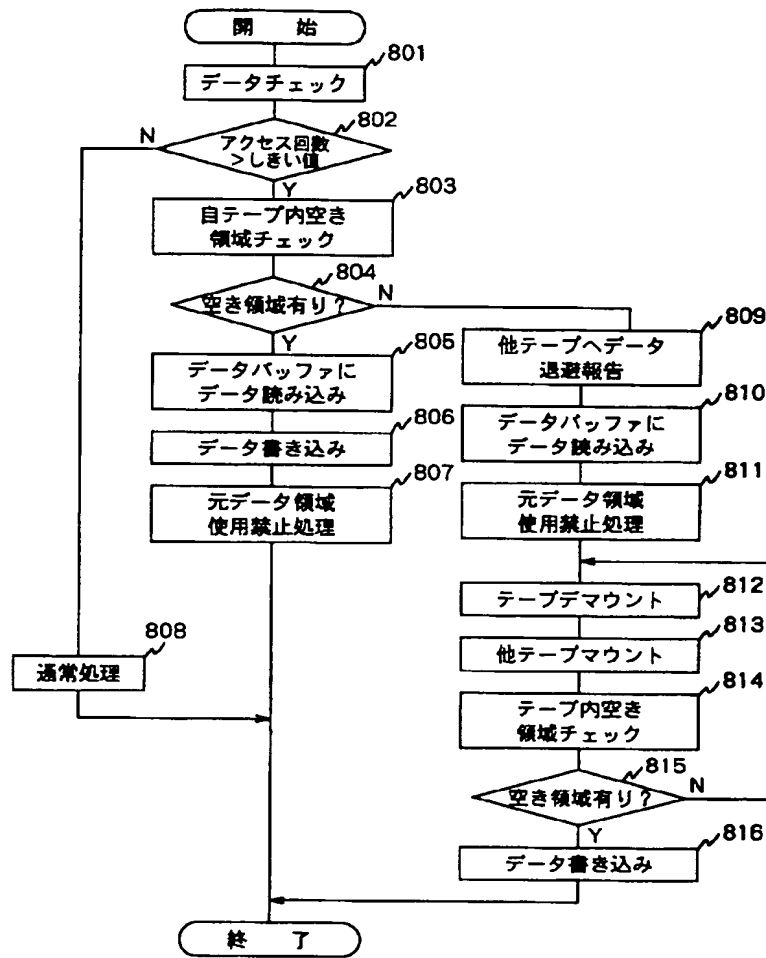 開 始
801
データチェック
802
N
アクセス回数
>しきい値
Y
803
自テープ内空き
領域チェック
804
空き領域有り?
N
Y
805
データバッファに
データ読み込み
806
データ書き込み
807
元データ領域
使用禁止処理
808
通常処理
809
他テープへデータ
退避報告
810
データバッファに
データ読み込み
811
元データ領域
使用禁止処理
812
テープデマウント
813
他テープマウント
814
テープ内空き
領域チェック
815
空き領域有り?
N
Y
816
データ書き込み
終 了